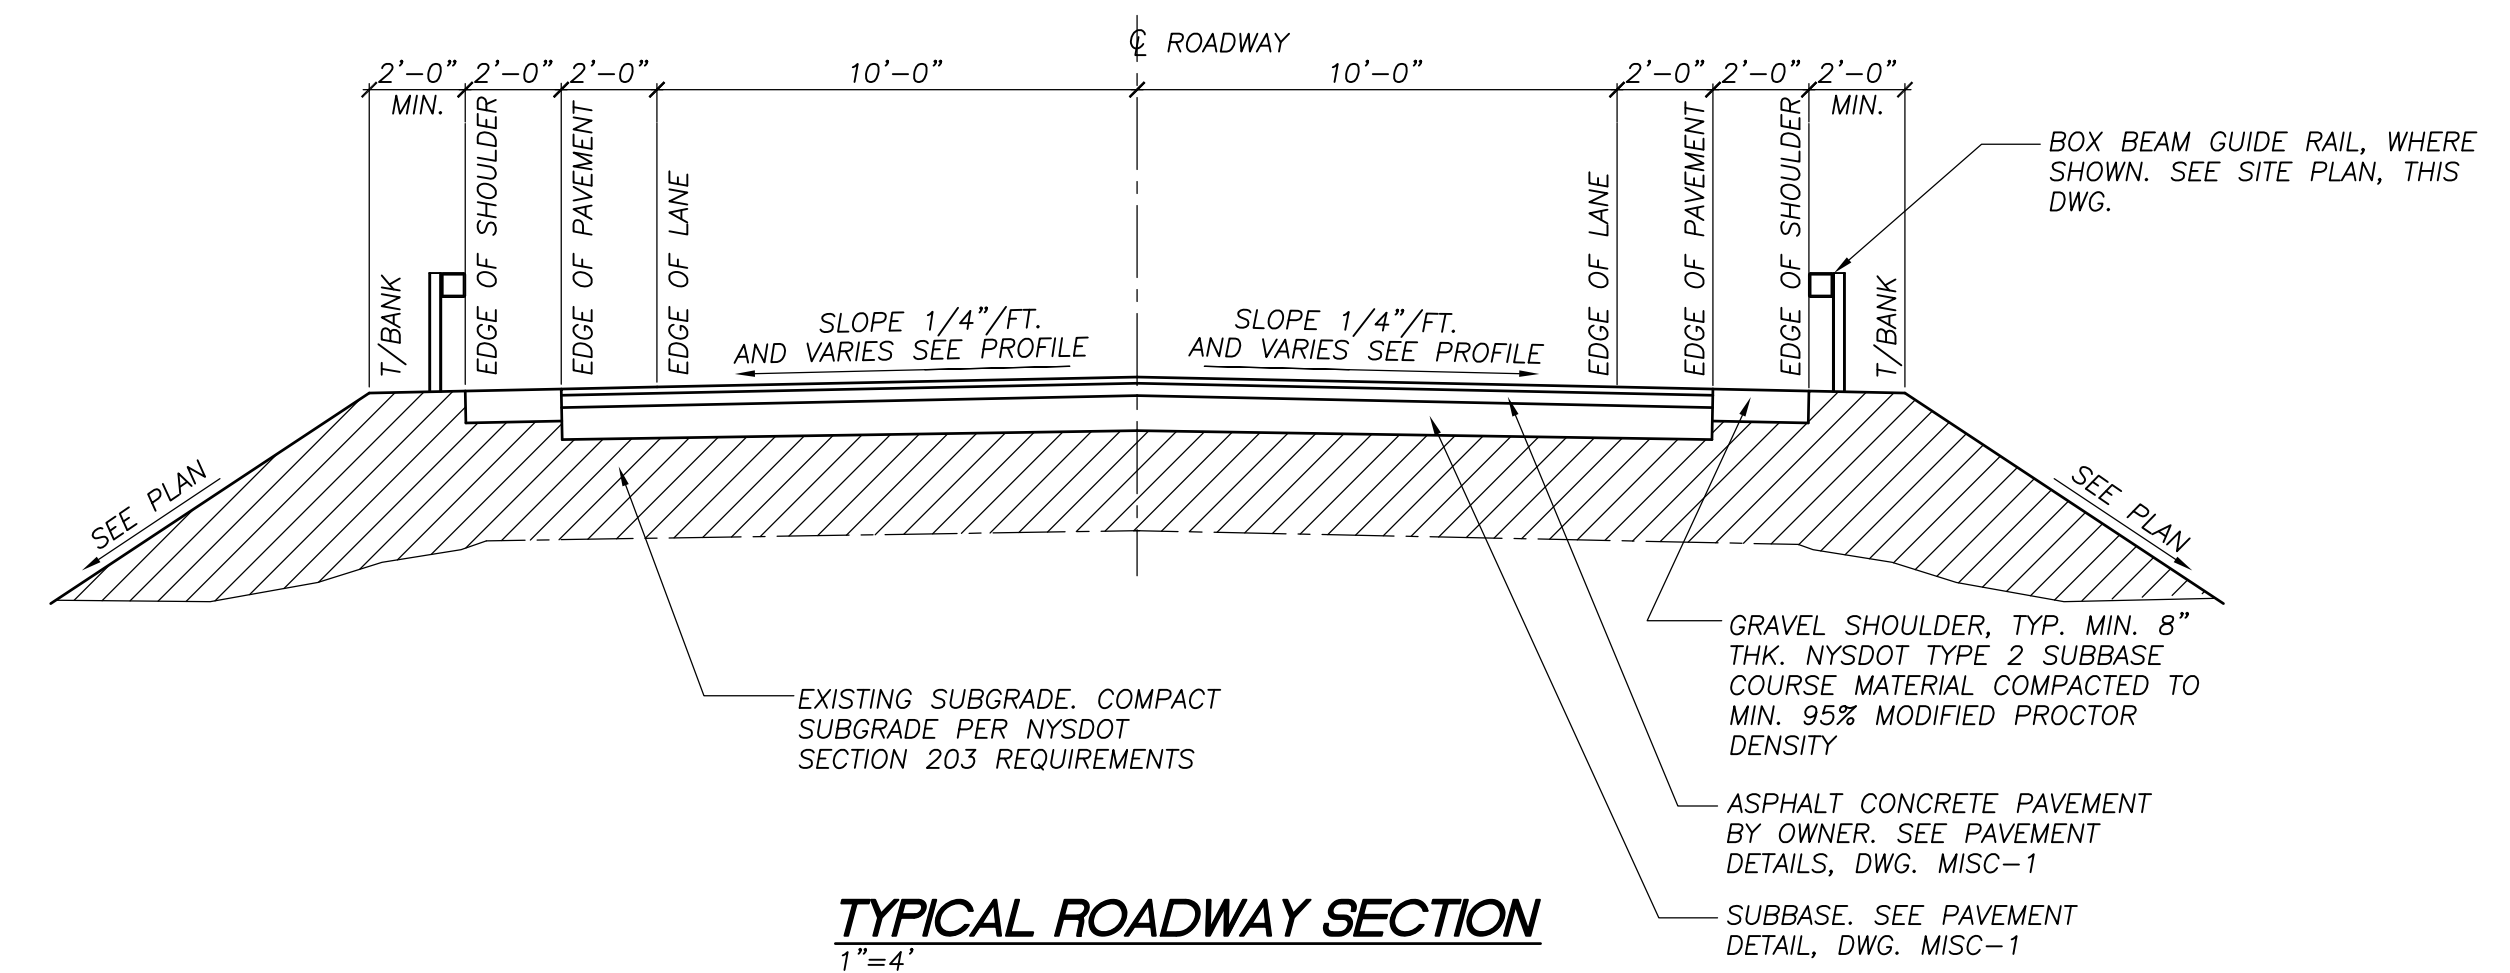 ℄ ROADWAY
2'-0" 2'-0" 2'-0" 10'-0" 10'-0" 2'-0" 2'-0" 2'-0"
MIN. MIN.
T/BANK
EDGE OF SHOULDER
EDGE OF PAVEMENT
EDGE OF LANE
EDGE OF LANE
EDGE OF PAVEMENT
EDGE OF SHOULDER
T/BANK
BOX BEAM GUIDE RAIL, WHERE
SHOWN. SEE SITE PLAN, THIS
DWG.
SLOPE 1/4"/FT.
AND VARIES SEE PROFILE
SLOPE 1/4"/FT.
AND VARIES SEE PROFILE
SEE PLAN
SEE PLAN
EXISTING SUBGRADE. COMPACT
SUBGRADE PER NYSDOT
SECTION 203 REQUIREMENTS
GRAVEL SHOULDER, TYP. MIN. 8"
THK. NYSDOT TYPE 2 SUBBASE
COURSE MATERIAL COMPACTED TO
MIN. 95% MODIFIED PROCTOR
DENSITY
ASPHALT CONCRETE PAVEMENT
BY OWNER. SEE PAVEMENT
DETAILS, DWG. MISC-1
SUBBASE. SEE PAVEMENT
DETAIL, DWG. MISC-1
TYPICAL ROADWAY SECTION
1"=4'